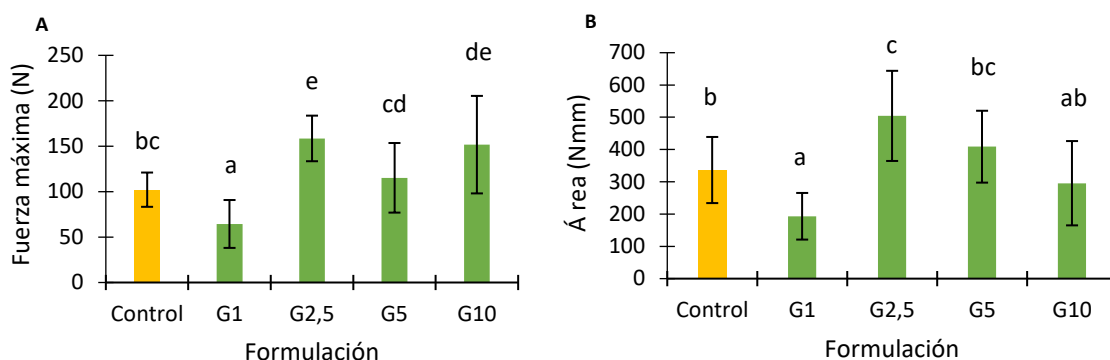 A
Fuerza máxima (N)
250
200
150
100
50
0
bc
a
e
cd
de
Control G1 G2,5 G5 G10
Formulación
B
Á rea (Nmm)
700
600
500
400
300
200
100
0
b
a
c
bc
ab
Control G1 G2,5 G5 G10
Formulación